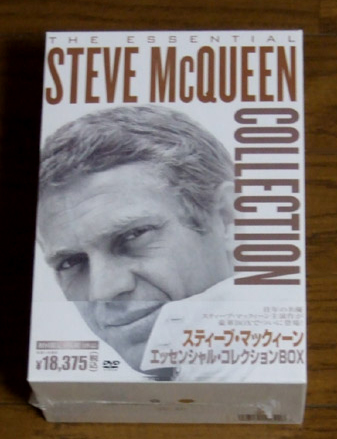 THE ESSENTIAL
STEVE McQUEEN
COLLECTION
スティーブ・マックィーン
エッセンシャル・コレクションBOX
¥18,375
DVD